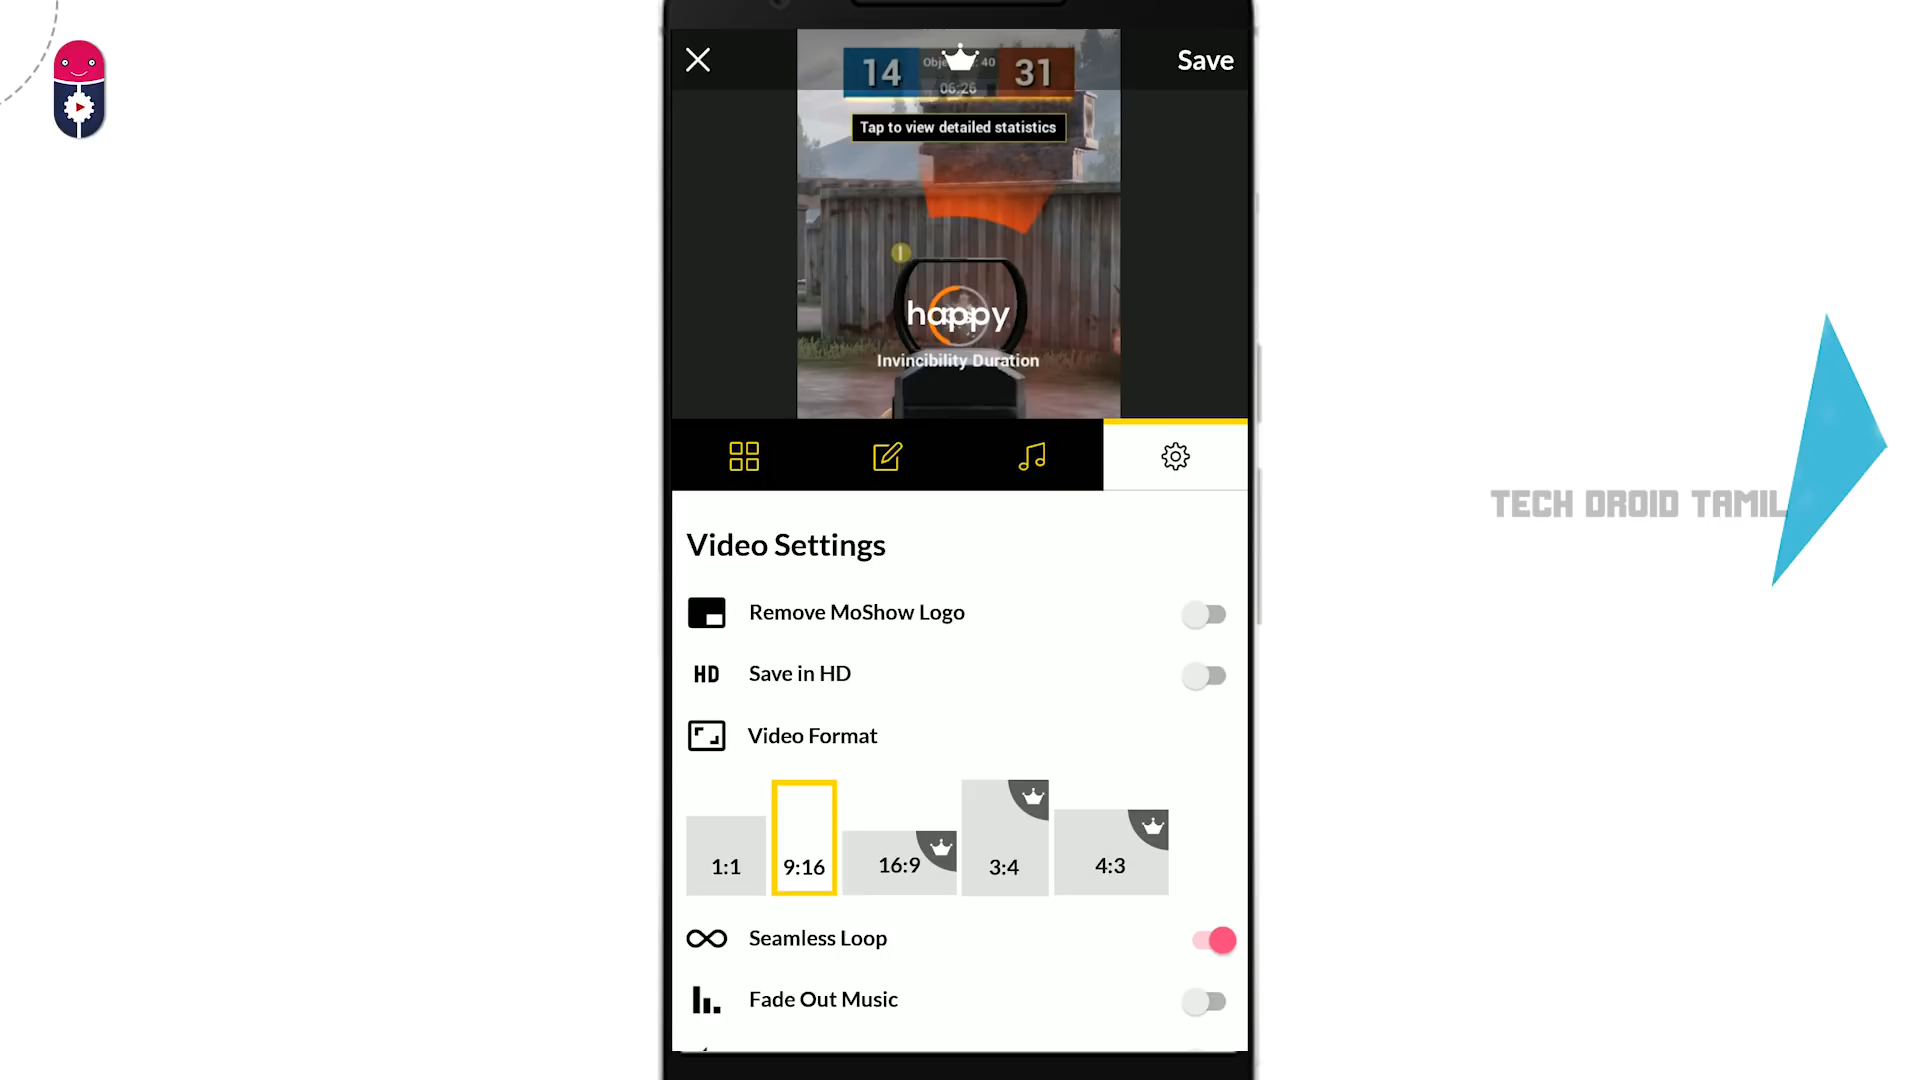 Save
14
31
06:26
Tap to view detailed statistics
happy
Invincibility Duration
TECH DROID TAMIL
Video Settings
Remove MoShow Logo
HD Save in HD
Video Format
1:1 9:16 16:9 3:4 4:3
Seamless Loop
Fade Out Music